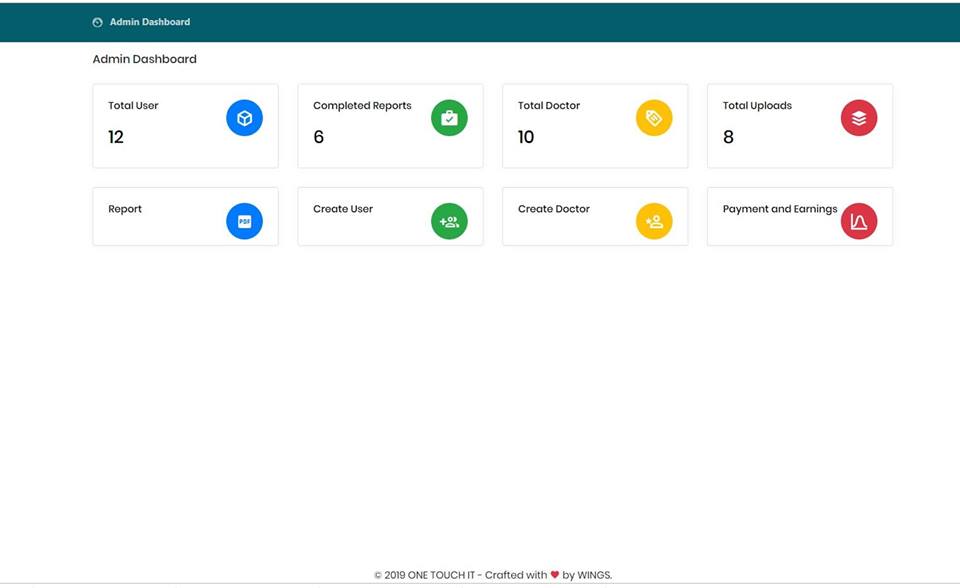 Admin Dashboard
Admin Dashboard
Total User
12
Completed Reports
6
Total Doctor
10
Total Uploads
8
Report
PDF
Create User
Create Doctor
Payment and Earnings
© 2019 ONE TOUCH IT - Crafted with ❤ by WINGS.